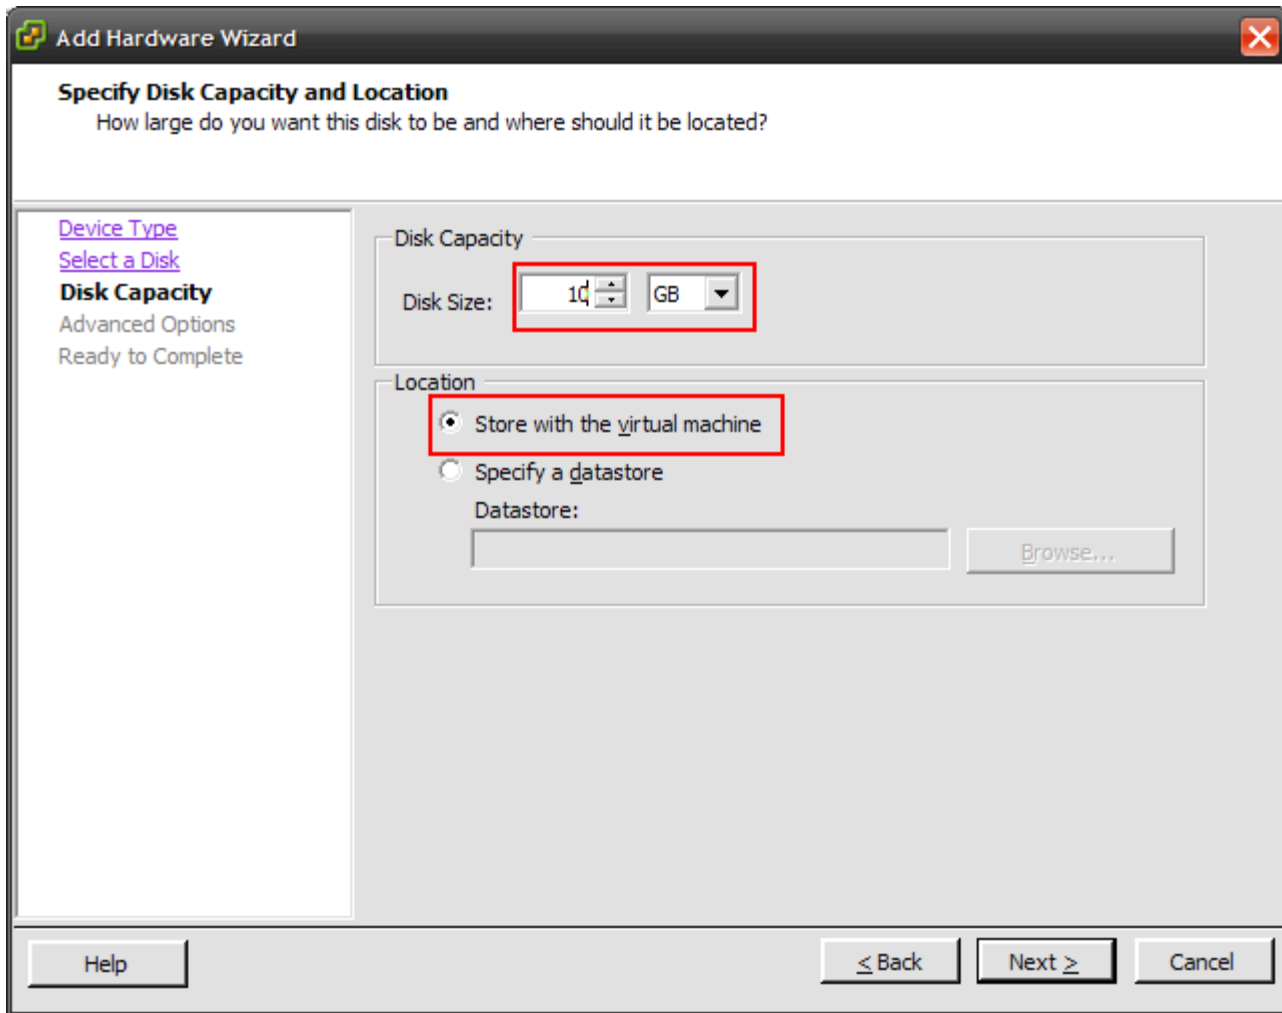 Add Hardware Wizard
Specify Disk Capacity and Location
How large do you want this disk to be and where should it be located?
Device Type
Select a Disk
Disk Capacity
Advanced Options
Ready to Complete
Disk Capacity
Disk Size: 10 GB
Location
Store with the virtual machine
Specify a datastore
Datastore:
Browse...
Help
< Back Next > Cancel